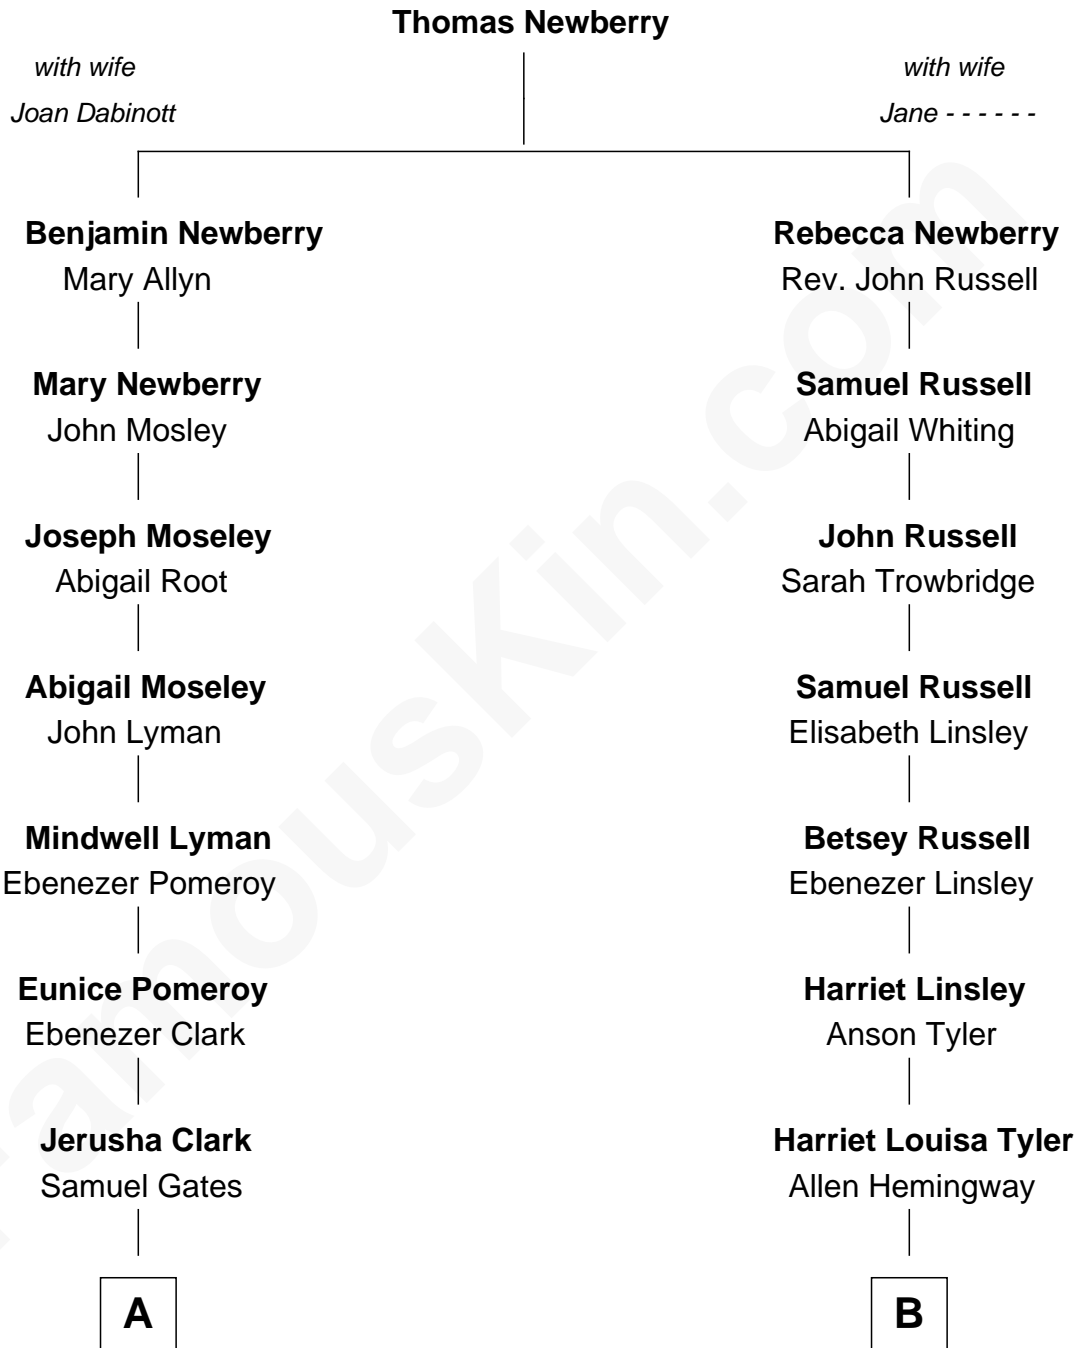 Thomas Newberry
with wife
Joan Dabinott
with wife
Jane - - - - - -
Benjamin Newberry
Mary Allyn
Rebecca Newberry
Rev. John Russell
Mary Newberry
John Mosley
Samuel Russell
Abigail Whiting
Joseph Moseley
Abigail Root
John Russell
Sarah Trowbridge
Abigail Moseley
John Lyman
Samuel Russell
Elisabeth Linsley
Mindwell Lyman
Ebenezer Pomeroy
Betsey Russell
Ebenezer Linsley
Eunice Pomeroy
Ebenezer Clark
Harriet Linsley
Anson Tyler
Jerusha Clark
Samuel Gates
Harriet Louisa Tyler
Allen Hemingway
A
B
FamousKin.com